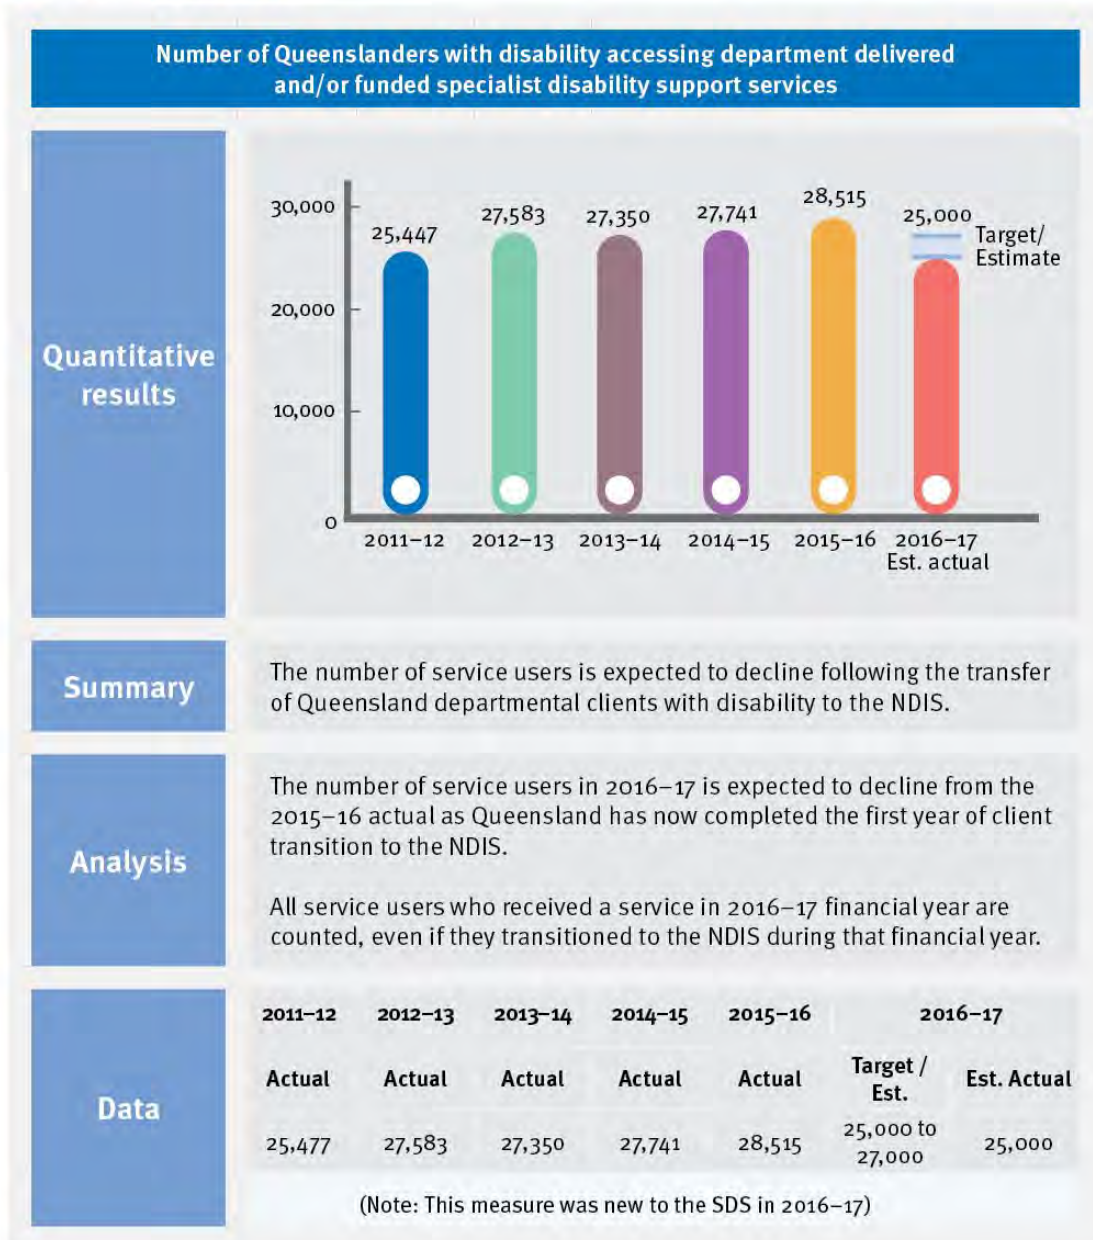 Number of Queenslanders with disability accessing department delivered
and/or funded specialist disability support services
Quantitative
results
30,000
20,000
10,000
0
25,447
27,583
27,350
27,741
28,515
25,000
Target/
Estimate
2011–12 2012–13 2013–14 2014–15 2015–16 2016–17
Est. actual
Summary
The number of service users is expected to decline following the transfer
of Queensland departmental clients with disability to the NDIS.
Analysis
The number of service users in 2016–17 is expected to decline from the
2015–16 actual as Queensland has now completed the first year of client
transition to the NDIS.
All service users who received a service in 2016–17 financial year are
counted, even if they transitioned to the NDIS during that financial year.
Data
2011–12 2012–13 2013–14 2014–15 2015–16 2016–17
Actual Actual Actual Actual Actual Target /
Est. Est. Actual
25,477 27,583 27,350 27,741 28,515 25,000 to
27,000 25,000
(Note: This measure was new to the SDS in 2016–17)